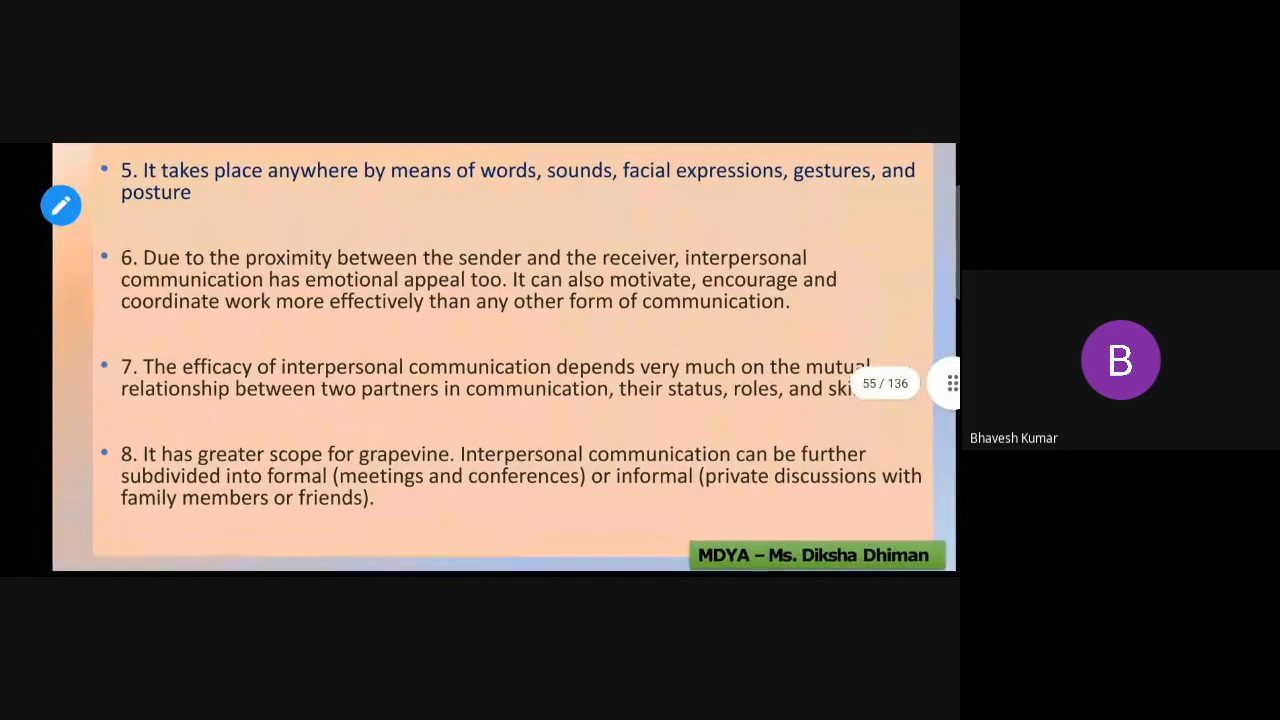 • 5. It takes place anywhere by means of words, sounds, facial expressions, gestures, and
posture
• 6. Due to the proximity between the sender and the receiver, interpersonal
communication has emotional appeal too. It can also motivate, encourage and
coordinate work more effectively than any other form of communication.
• 7. The efficacy of interpersonal communication depends very much on the mutual
relationship between two partners in communication, their status, roles, and
55 / 136
• 8. It has greater scope for grapevine. Interpersonal communication can be further
subdivided into formal (meetings and conferences) or informal (private discussions with
family members or friends).
MDYA – Ms. Diksha Dhiman
B
Bhavesh Kumar